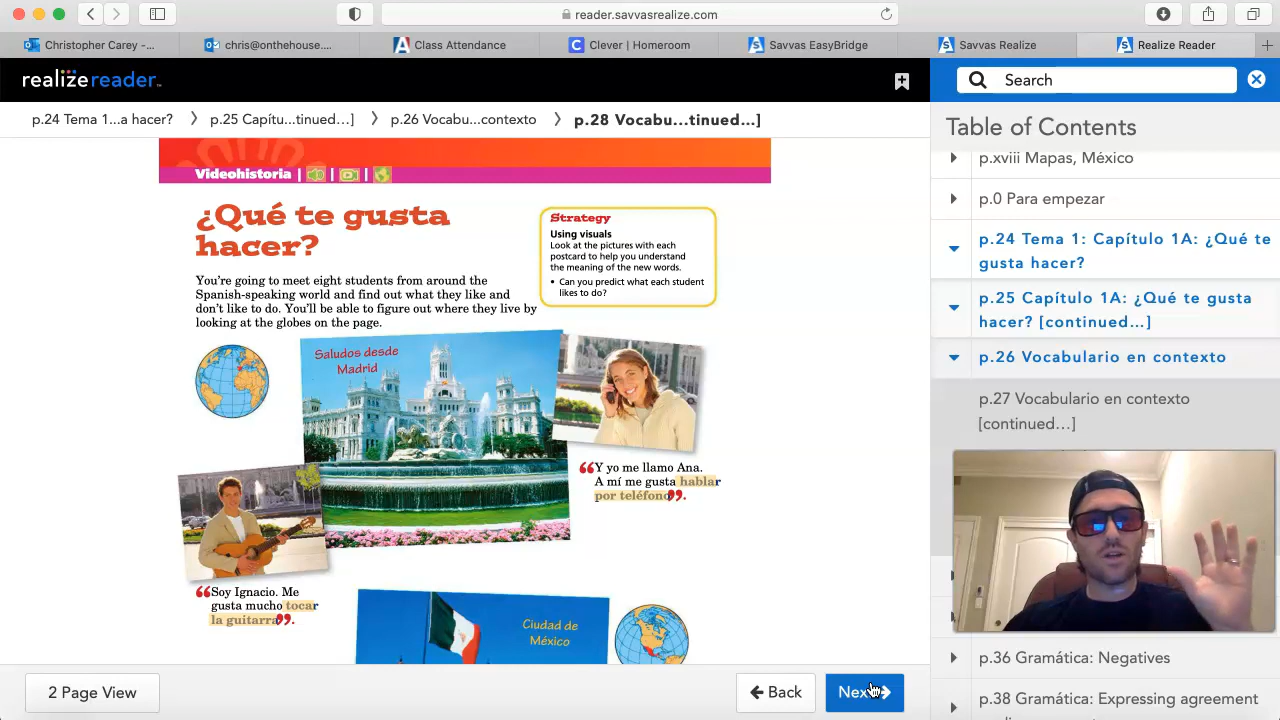 reader.savvasrealize.com
Christopher Carey –...
chris@onthehouse....
Class Attendance
Clever | Homeroom
Savvas EasyBridge
Savvas Realize
Realize Reader
realizereader™
Search
p.24 Tema 1...a hacer?
p.25 Capítu...tinued...]
p.26 Vocabu...contexto
p.28 Vocabu...tinued...]
Videohistoria
¿Qué te gusta
hacer?
You're going to meet eight students from around the
Spanish-speaking world and find out what they like and
don't like to do. You'll be able to figure out where they live by
looking at the globes on the page.
Strategy
Using visuals
Look at the pictures with each
postcard to help you understand
the meaning of the new words.
• Can you predict what each student
likes to do?
Saludos desde
Madrid
“Y yo me llamo Ana.
A mí me gusta hablar
por teléfono”.
“Soy Ignacio. Me
gusta mucho tocar
la guitarra”.
Ciudad de
México
2 Page View
Back
Next
Table of Contents
p.xviii Mapas, México
p.0 Para empezar
p.24 Tema 1: Capítulo 1A: ¿Qué te
gusta hacer?
p.25 Capítulo 1A: ¿Qué te gusta
hacer? [continued...]
p.26 Vocabulario en contexto
p.27 Vocabulario en contexto
[continued...]
p.36 Gramática: Negatives
p.38 Gramática: Expressing agreement